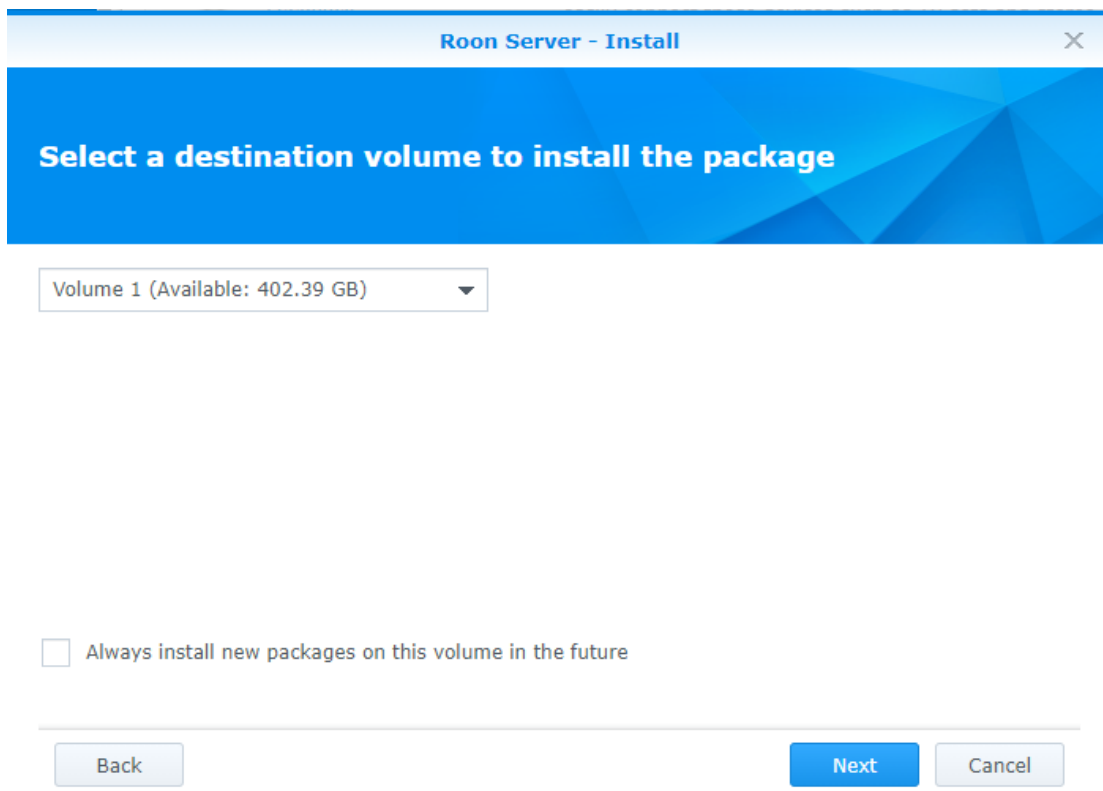 Roon Server - Install
Select a destination volume to install the package
Volume 1 (Available: 402.39 GB)
Always install new packages on this volume in the future
Back
Next
Cancel